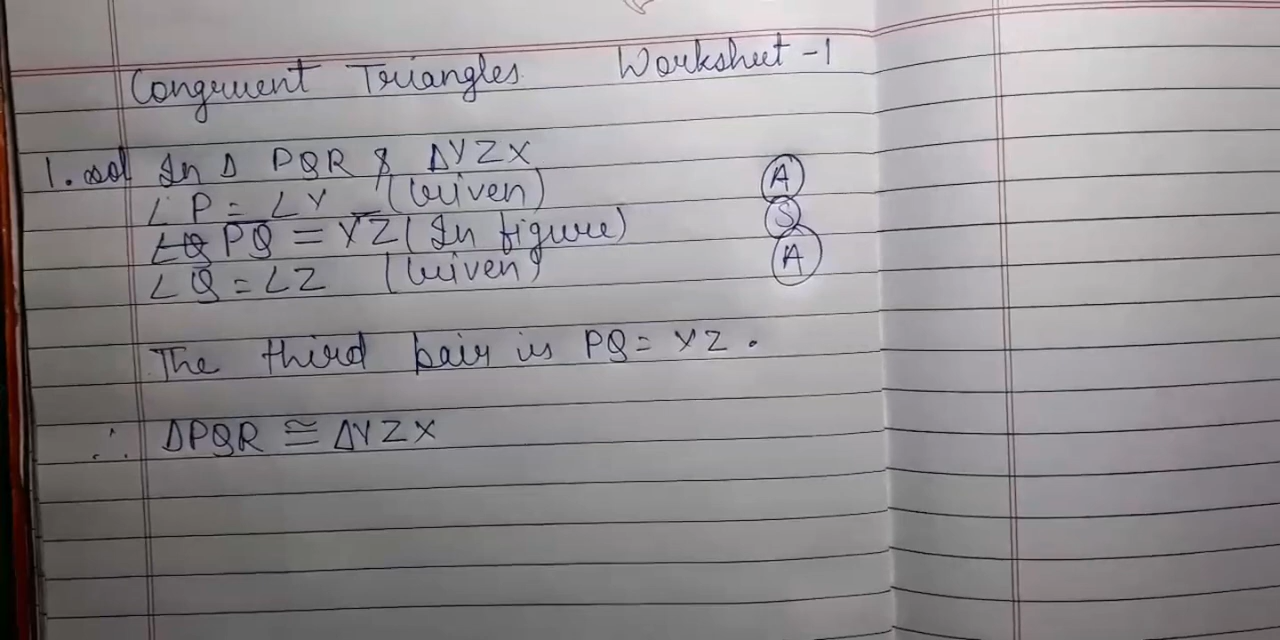 Congruent Triangles Worksheet - 1
1. sol In Δ PQR & ΔYZX
∠P = ∠Y (Given) A
PQ = YZ (In figure) S
∠Q = ∠Z (Given) A
The third pair is PQ = YZ.
∴ ΔPQR ≅ ΔYZX